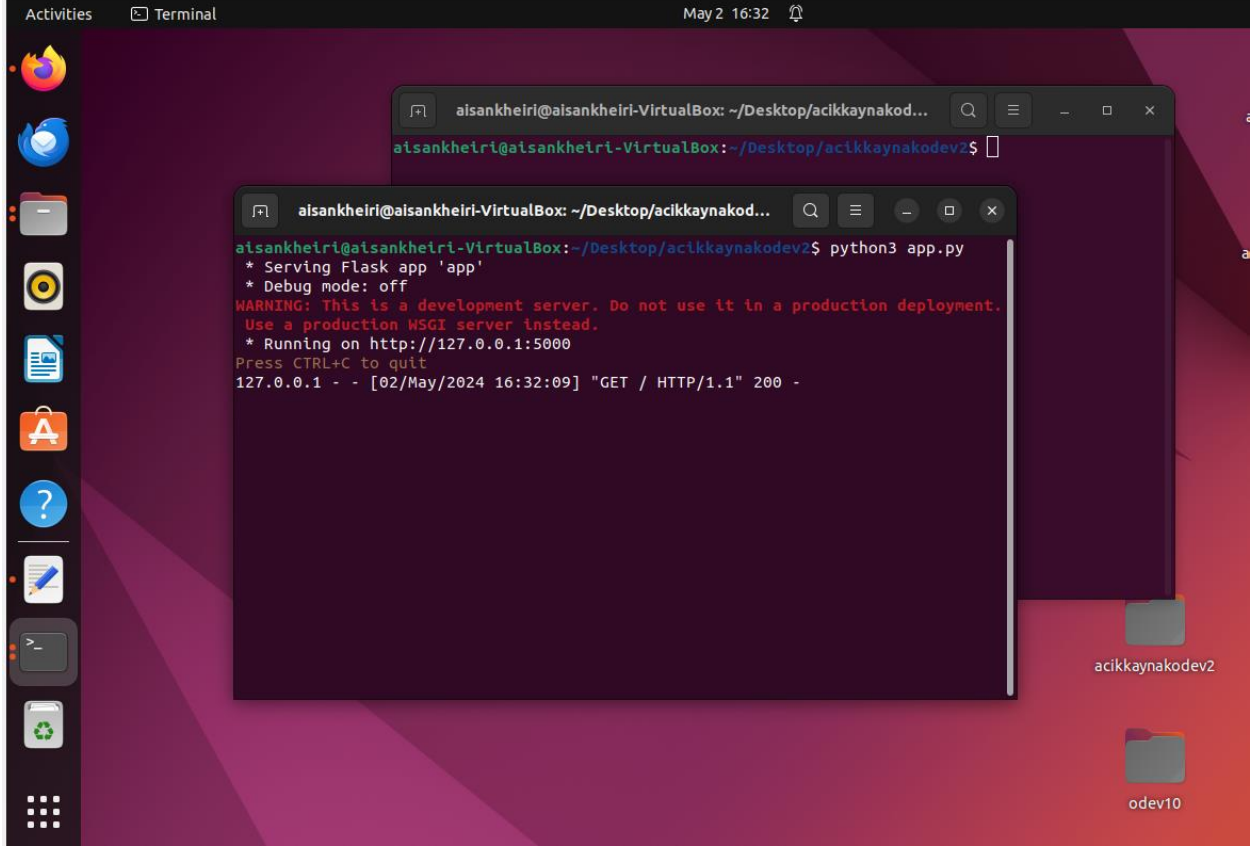 Activities Terminal May 2 16:32
aisankheiri@aisankheiri-VirtualBox: ~/Desktop/acikkaynakod...
aisankheiri@aisankheiri-VirtualBox:~/Desktop/acikkaynakodev2$
aisankheiri@aisankheiri-VirtualBox: ~/Desktop/acikkaynakod...
aisankheiri@aisankheiri-VirtualBox:~/Desktop/acikkaynakodev2$ python3 app.py
* Serving Flask app 'app'
* Debug mode: off
WARNING: This is a development server. Do not use it in a production deployment.
Use a production WSGI server instead.
* Running on http://127.0.0.1:5000
Press CTRL+C to quit
127.0.0.1 - - [02/May/2024 16:32:09] "GET / HTTP/1.1" 200 -
acikkaynakodev2
odev10